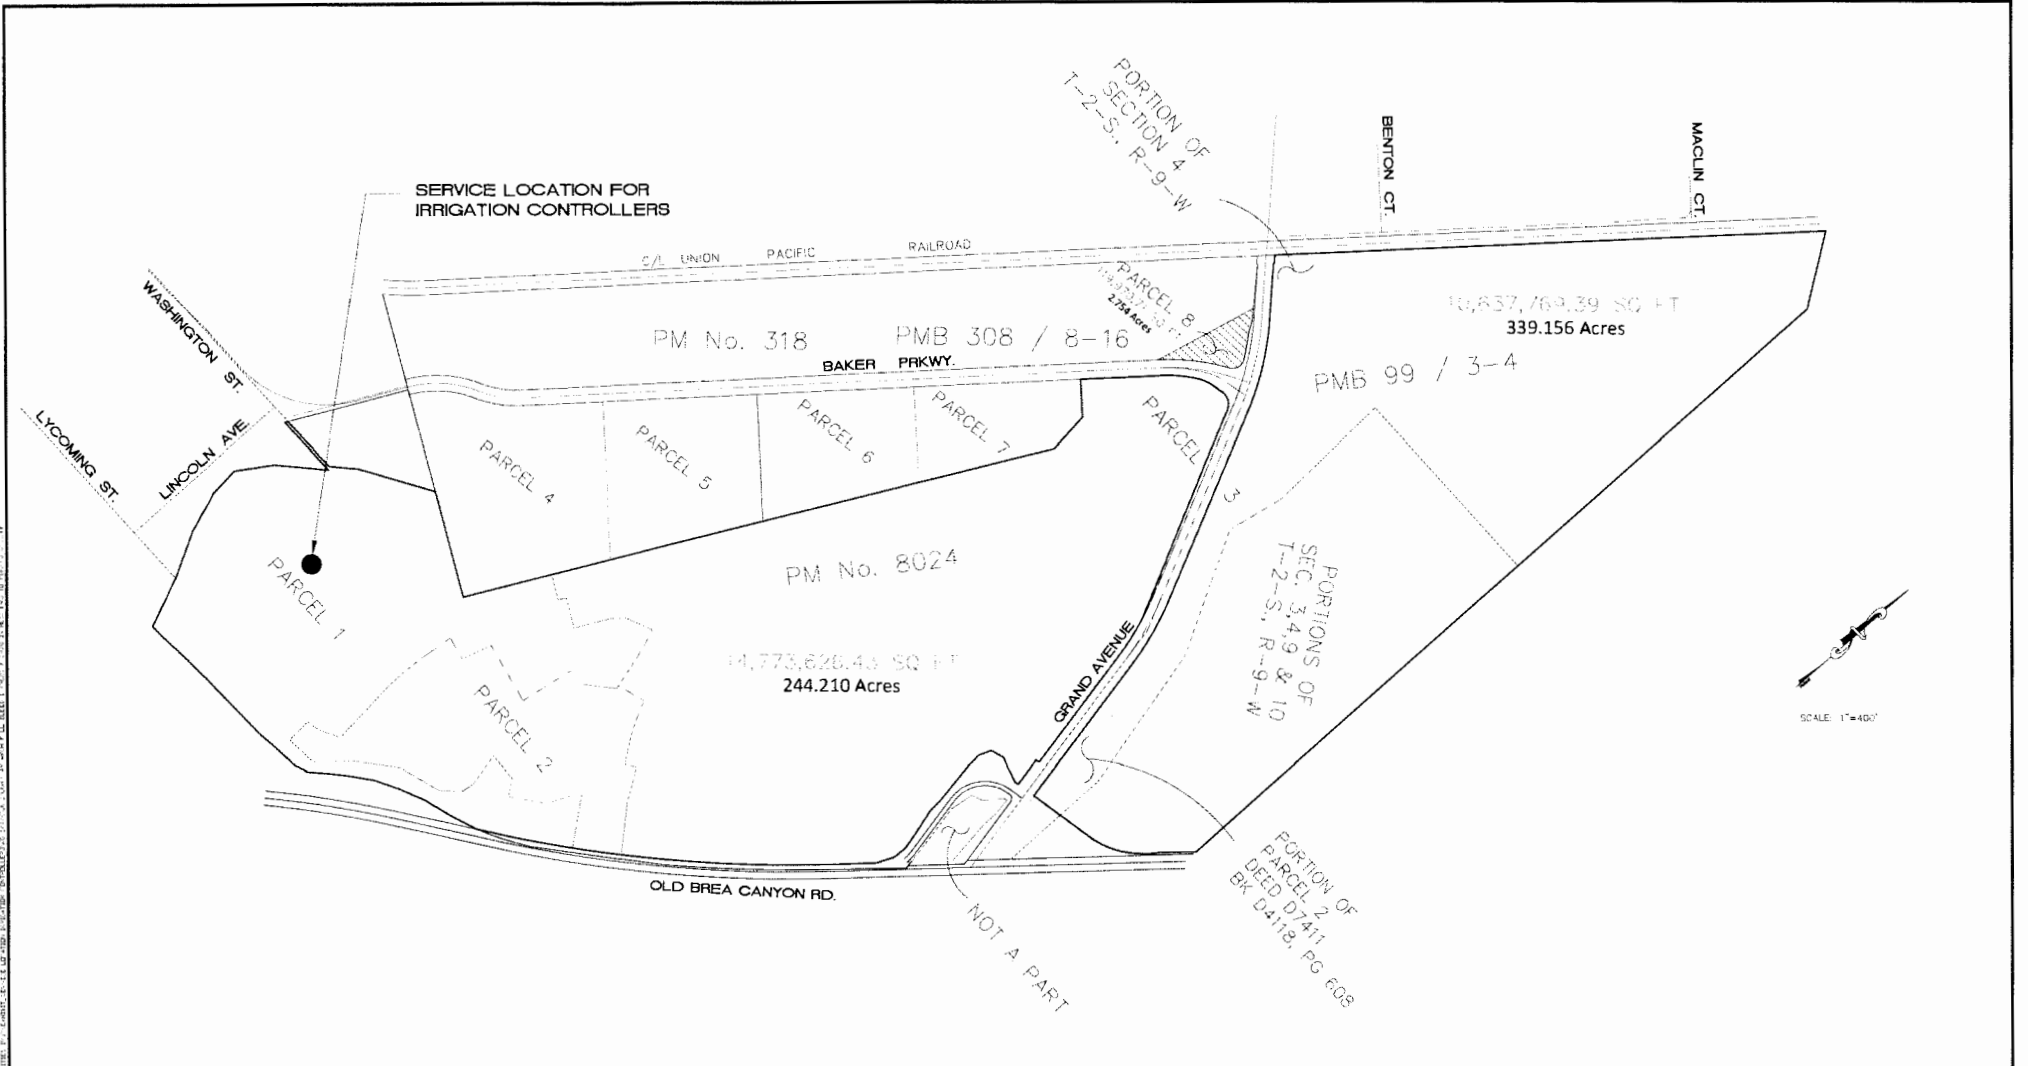 PORTION OF
SECTION 4
T-2-S., R-9-W
BENTON CT.
MACLIN CT.
SERVICE LOCATION FOR
IRRIGATION CONTROLLERS
C/L UNION PACIFIC RAILROAD
WASHINGTON ST.
LYCOMING ST.
LINCOLN AVE.
PM No. 318 PMB 308 / 8-16
BAKER PRKWY.
PARCEL 8
2.754 Acres
339.156 Acres
PMB 99 / 3-4
PARCEL 4
PARCEL 5
PARCEL 6
PARCEL 7
PARCEL 3
PARCEL 1
PM No. 8024
244.210 Acres
PARCEL 2
GRAND AVENUE
PORTIONS OF
SEC. 3,4,9 & 10
T-2-S, R-9-W
SCALE: 1"=400'
OLD BREA CANYON RD.
NOT A PART
PORTION OF
PARCEL 2
DEED D7411
BK D4118, PG 608